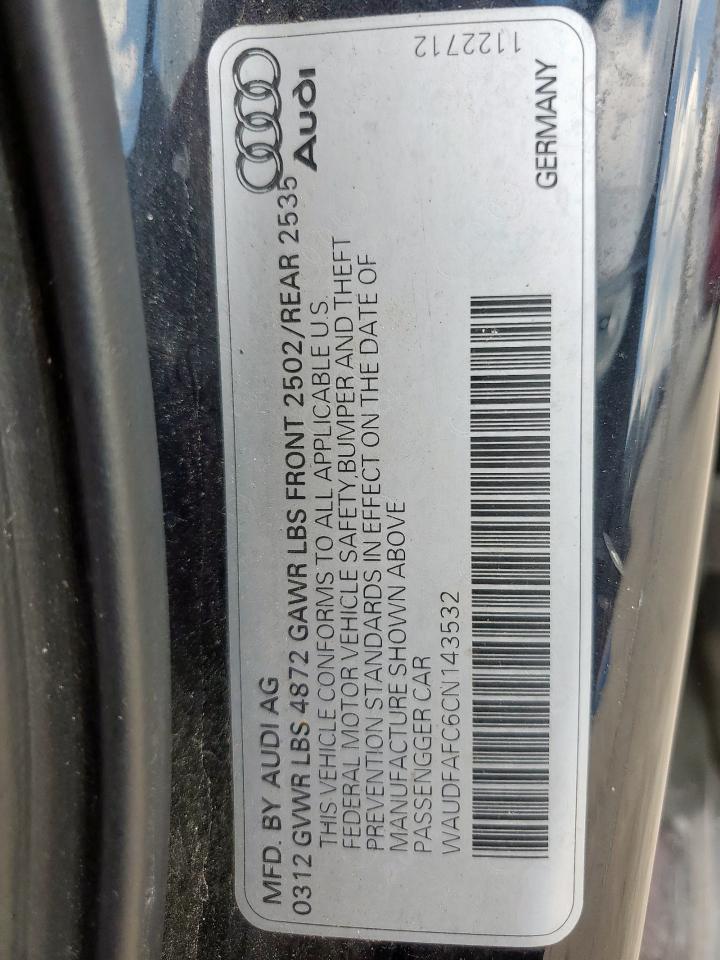 MFD. BY AUDI AG
0312 GVWR LBS 4872 GAWR LBS FRONT 2502/REAR 2535
THIS VEHICLE CONFORMS TO ALL APPLICABLE U.S.
FEDERAL MOTOR VEHICLE SAFETY,BUMPER AND THEFT
PREVENTION STANDARDS IN EFFECT ON THE DATE OF
MANUFACTURE SHOWN ABOVE
PASSENGGER CAR
WAUDFAFC6CN143532
Audi
GERMANY
1122712